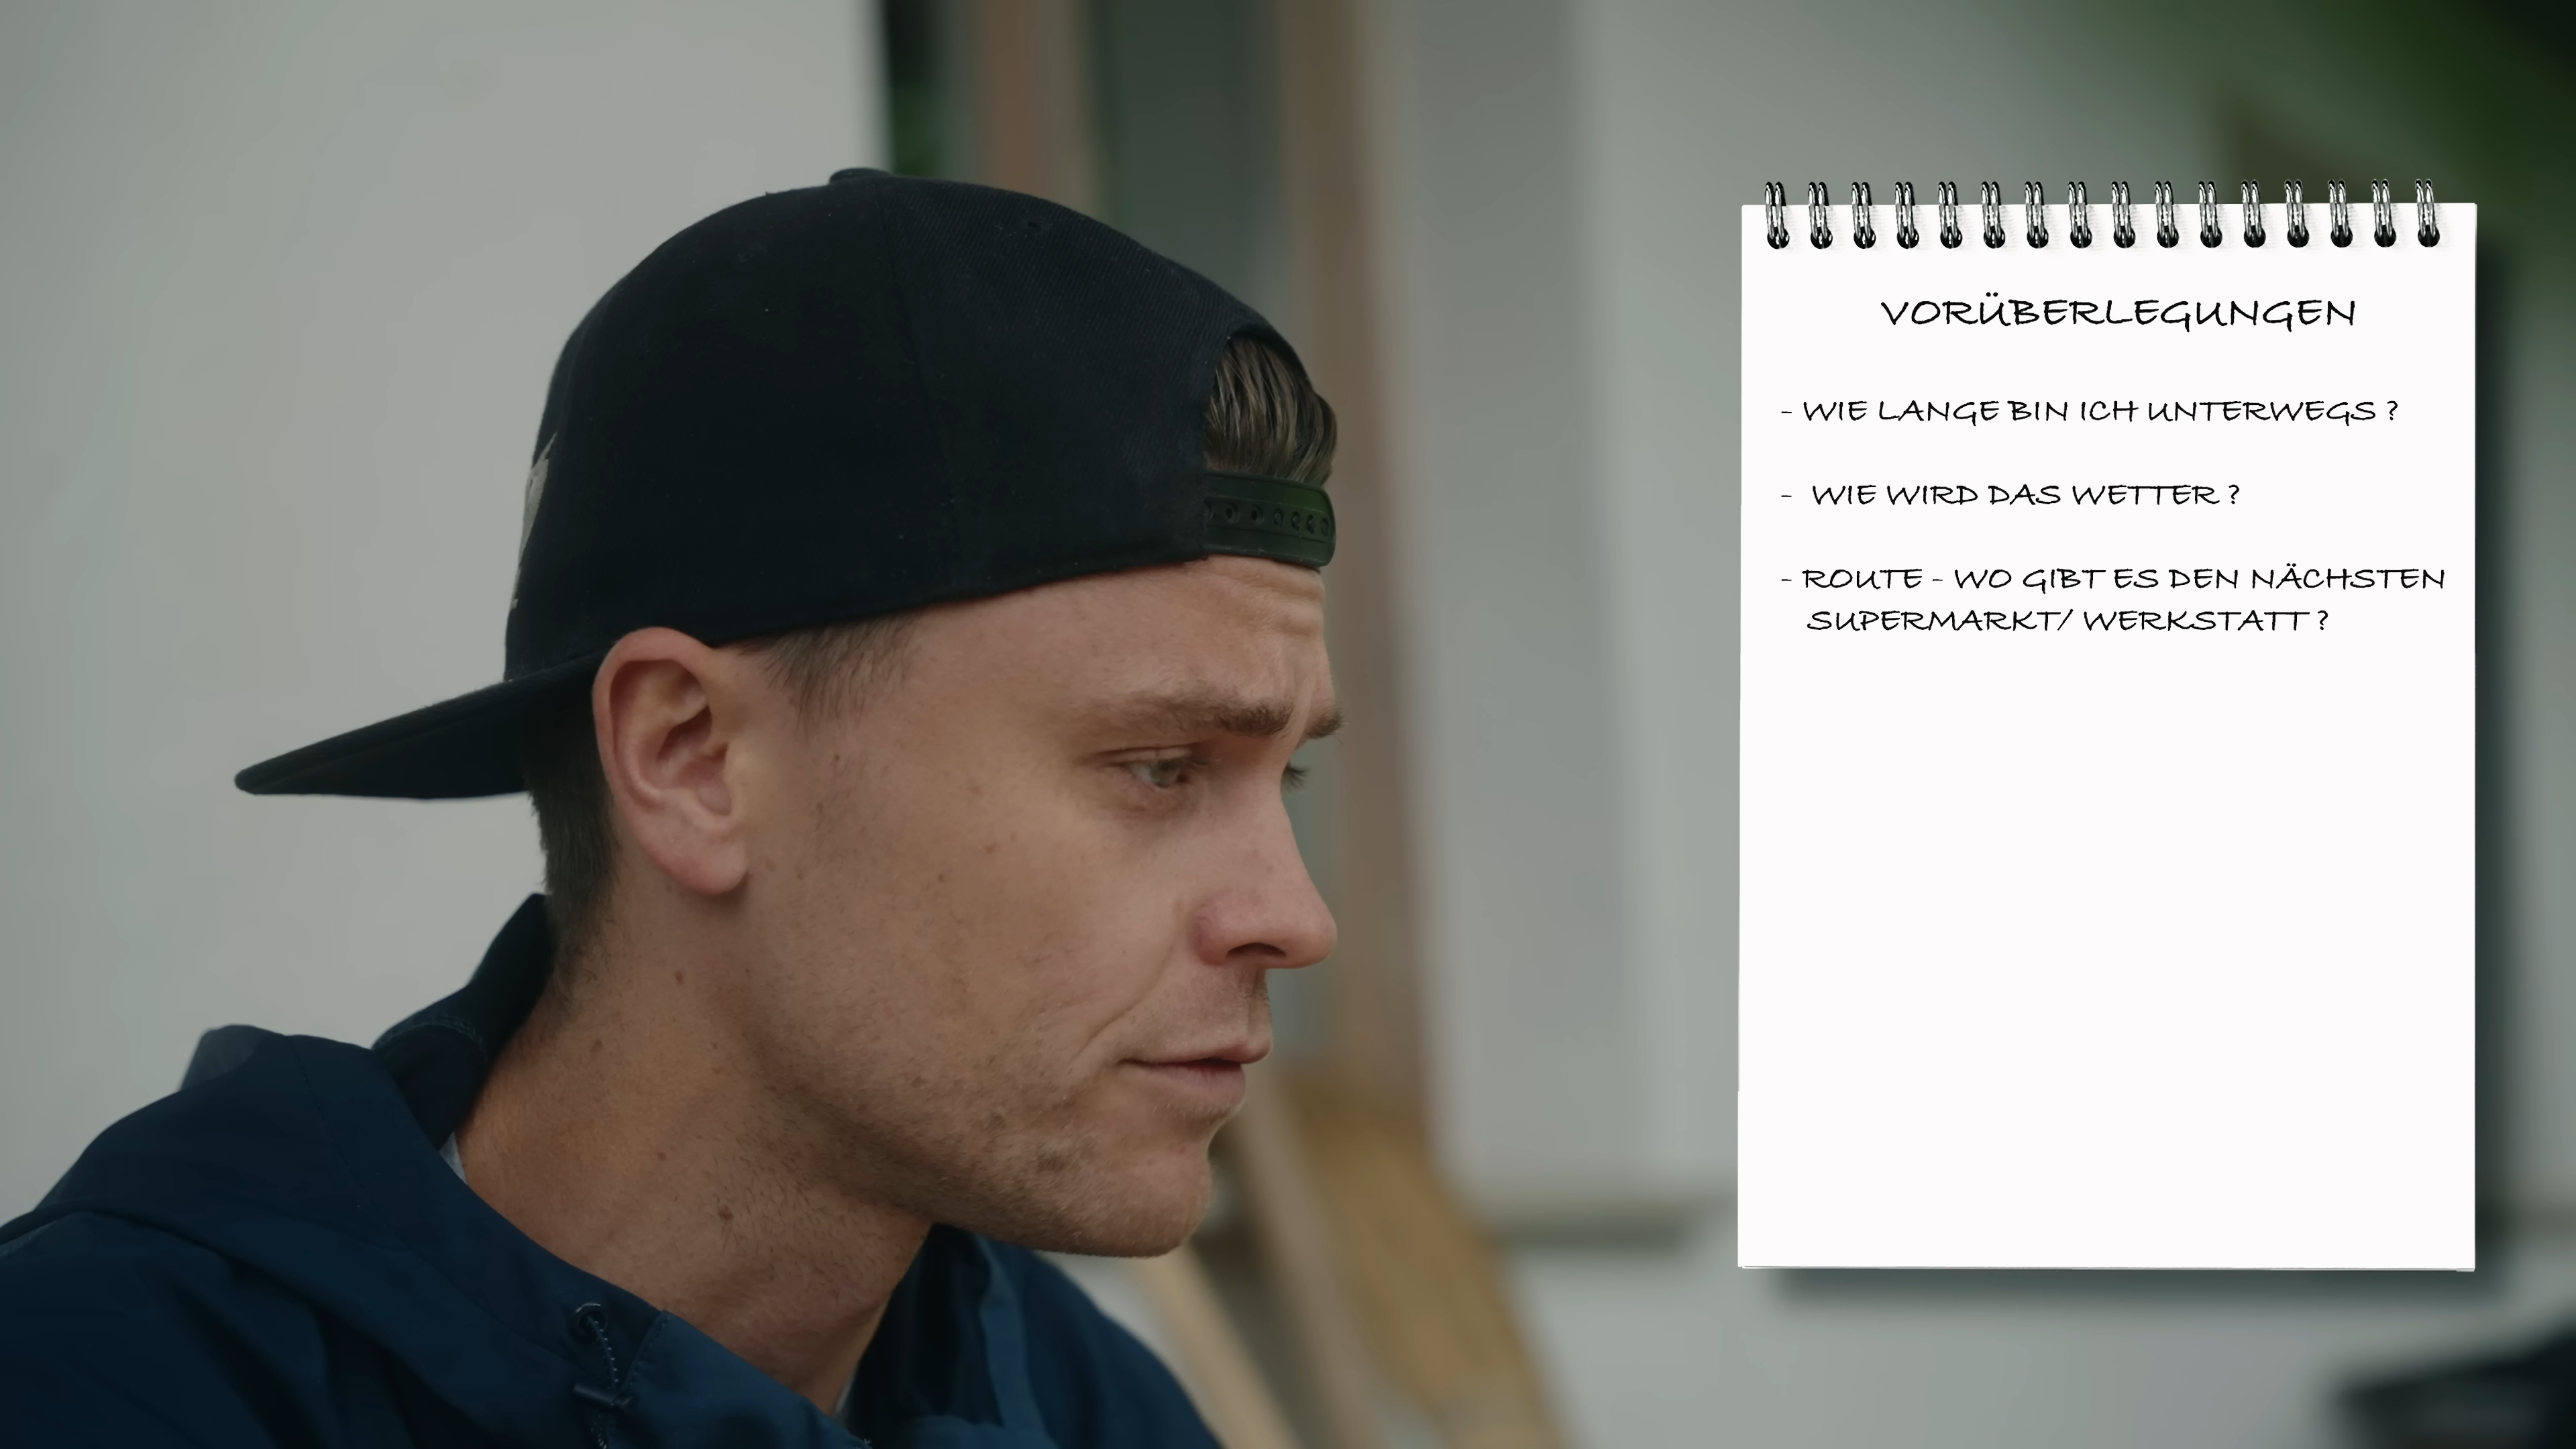 VORÜBERLEGUNGEN
- WIE LANGE BIN ICH UNTERWEGS ?
- WIE WIRD DAS WETTER ?
- ROUTE - WO GIBT ES DEN NÄCHSTEN
SUPERMARKT/ WERKSTATT ?